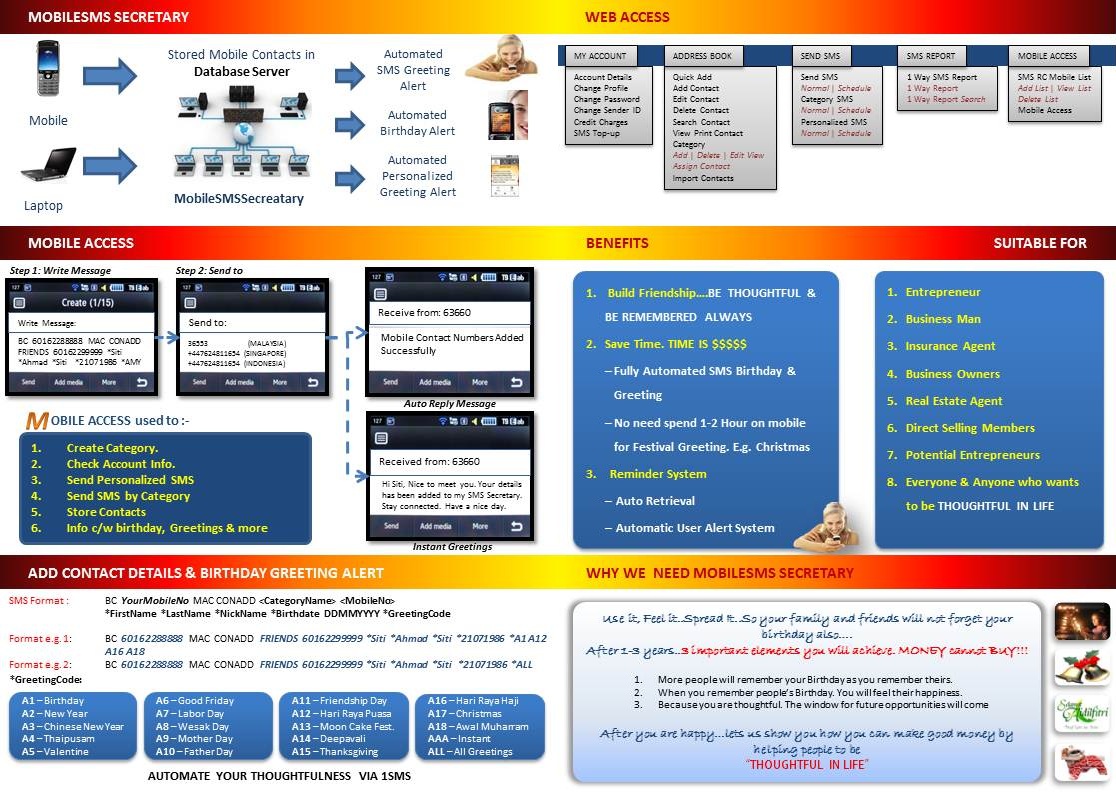 MOBILESMS SECRETARY
Mobile
Laptop
Stored Mobile Contacts in
Database Server
MobileSMSSecreatary
Automated
SMS Greeting
Alert
Automated
Birthday Alert
Automated
Personalized
Greeting Alert
WEB ACCESS
MY ACCOUNT
Account Details
Change Profile
Change Password
Change Sender ID
Credit Charges
SMS Top-up
ADDRESS BOOK
Quick Add
Add Contact
Edit Contact
Delete Contact
Search Contact
View Print Contact
Category
Add | Delete | Edit View
Assign Contact
Import Contacts
SEND SMS
Send SMS
Normal | Schedule
Category SMS
Normal | Schedule
Personalized SMS
Normal | Schedule
SMS REPORT
1 Way SMS Report
1 Way Report
1 Way Report Search
MOBILE ACCESS
SMS RC Mobile List
Add List | View List
Delete List
Mobile Access
MOBILE ACCESS
Step 1: Write Message
127
Create (1/15)
Write Message:
BC 60162288888 MAC CONADD
FRIENDS 60162299999 *Siti
*Ahmad *Siti *21071986 *AMY
Send Add media More
Step 2: Send to
127
Send to:
36553 (MALAYSIA)
+447624811654 (SINGAPORE)
+447624811654 (INDONESIA)
Send Add media More
127
Receive from: 63660
Mobile Contact Numbers Added
Successfully
Send Add media More
Auto Reply Message
127
Received from: 63660
Hi Siti, Nice to meet you. Your details
has been added to my SMS Secretary.
Stay connected. Have a nice day.
Send Add media More
Instant Greetings
MOBILE ACCESS used to :-
1. Create Category.
2. Check Account Info.
3. Send Personalized SMS
4. Send SMS by Category
5. Store Contacts
6. Info c/w birthday, Greetings & more
BENEFITS
1. Build Friendship....BE THOUGHTFUL &
BE REMEMBERED ALWAYS
2. Save Time. TIME IS $$$$$
–Fully Automated SMS Birthday &
Greeting
–No need spend 1-2 Hour on mobile
for Festival Greeting. E.g. Christmas
3. Reminder System
– Auto Retrieval
– Automatic User Alert System
SUITABLE FOR
1. Entrepreneur
2. Business Man
3. Insurance Agent
4. Business Owners
5. Real Estate Agent
6. Direct Selling Members
7. Potential Entrepreneurs
8. Everyone & Anyone who wants
to be THOUGHTFUL IN LIFE
ADD CONTACT DETAILS & BIRTHDAY GREETING ALERT
SMS Format : BC YourMobileNo MAC CONADD <CategoryName> <MobileNo>
*FirstName *LastName *NickName *Birthdate DDMMYYYY *GreetingCode
Format e.g. 1: BC 60162288888 MAC CONADD FRIENDS 60162299999 *Siti *Ahmad *Siti *21071986 *A1 A12
A16 A18
Format e.g. 2: BC 60162288888 MAC CONADD FRIENDS 60162299999 *Siti *Ahmad *Siti *21071986 *ALL
*GreetingCode:
A1 – Birthday
A2 – New Year
A3 – Chinese New Year
A4 – Thaipusam
A5 – Valentine
A6 – Good Friday
A7 – Labor Day
A8 – Wesak Day
A9 – Mother Day
A10 – Father Day
A11 – Friendship Day
A12 – Hari Raya Puasa
A13 – Moon Cake Fest.
A14 – Deepavali
A15 – Thanksgiving
A16 – Hari Raya Haji
A17 – Christmas
A18 – Awal Muharram
AAA – Instant
ALL – All Greetings
AUTOMATE YOUR THOUGHTFULNESS VIA 1SMS
WHY WE NEED MOBILESMS SECRETARY
Use it, Feel it..Spread it..So your family and friends will not forget your
birthday also....
After 1-3 years..3 important elements you will achieve. MONEY cannot BUY!!!
1. More people will remember your Birthday as you remember theirs.
2. When you remember people's Birthday. You will feel their happiness.
3. Because you are thoughtful. The window for future opportunities will come
After you are happy...lets us show you how you can make good money by
helping people to be
"THOUGHTFUL IN LIFE"